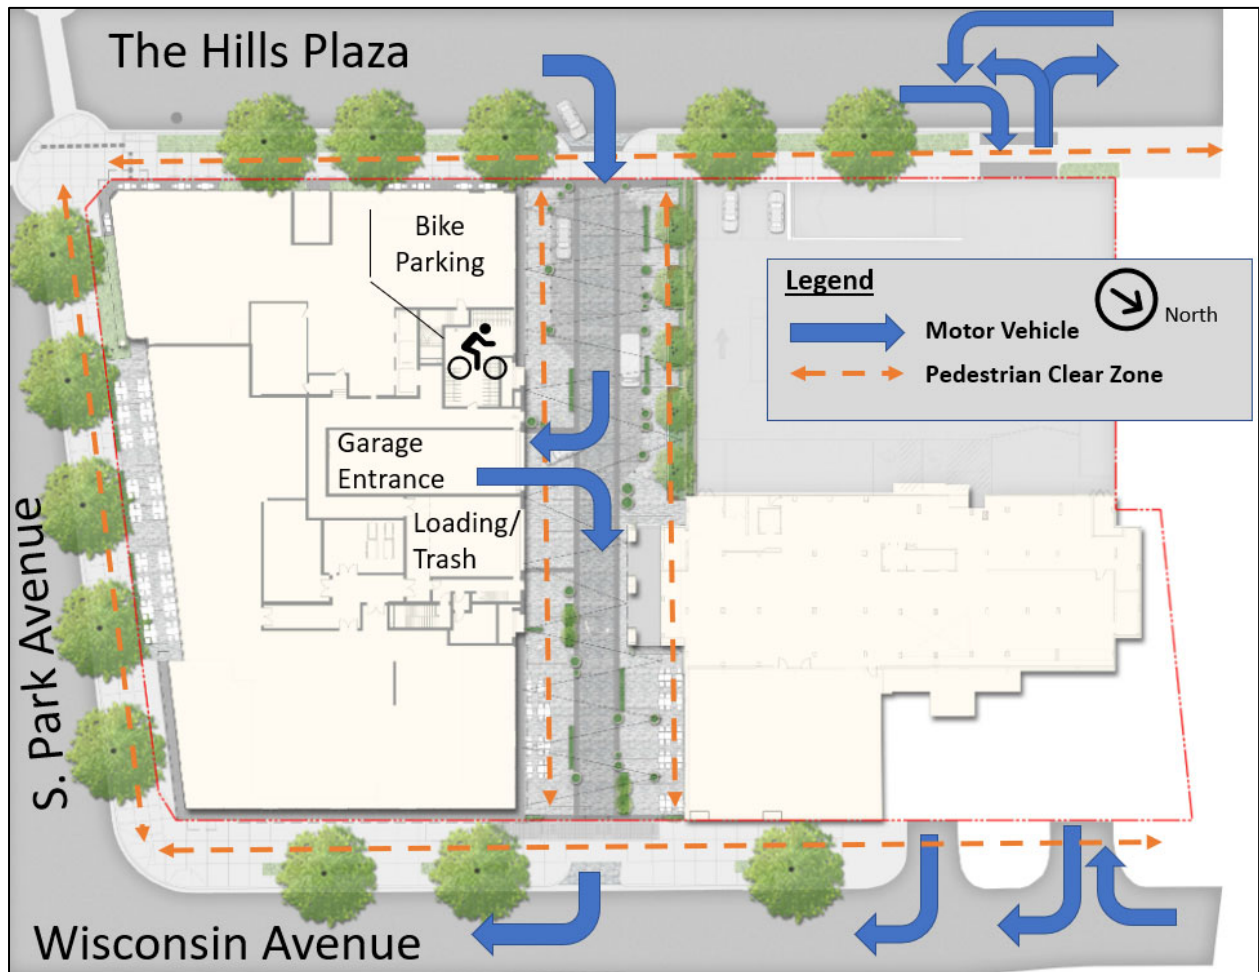 The Hills Plaza
Bike
Parking
Legend
North
Motor Vehicle
Pedestrian Clear Zone
Garage
Entrance
Loading/
Trash
S. Park Avenue
Wisconsin Avenue